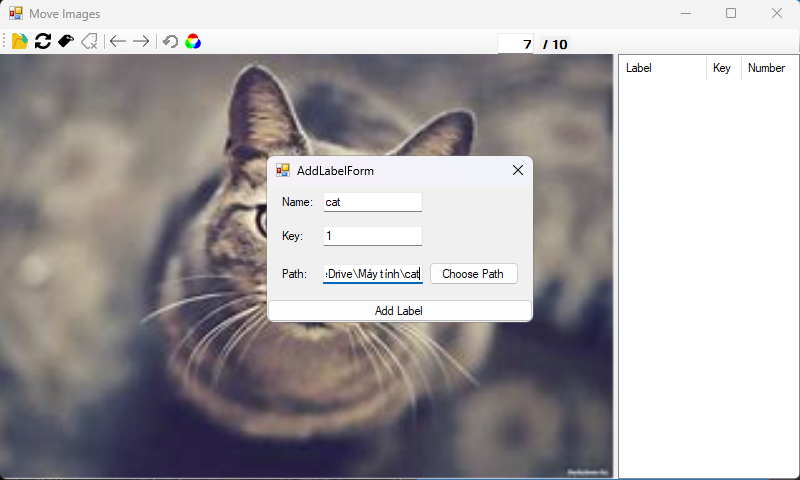 Move Images
7 / 10
Label Key Number
AddLabelForm
Name: cat
Key: 1
Path: :Drive\Máy tính\cat Choose Path
Add Label